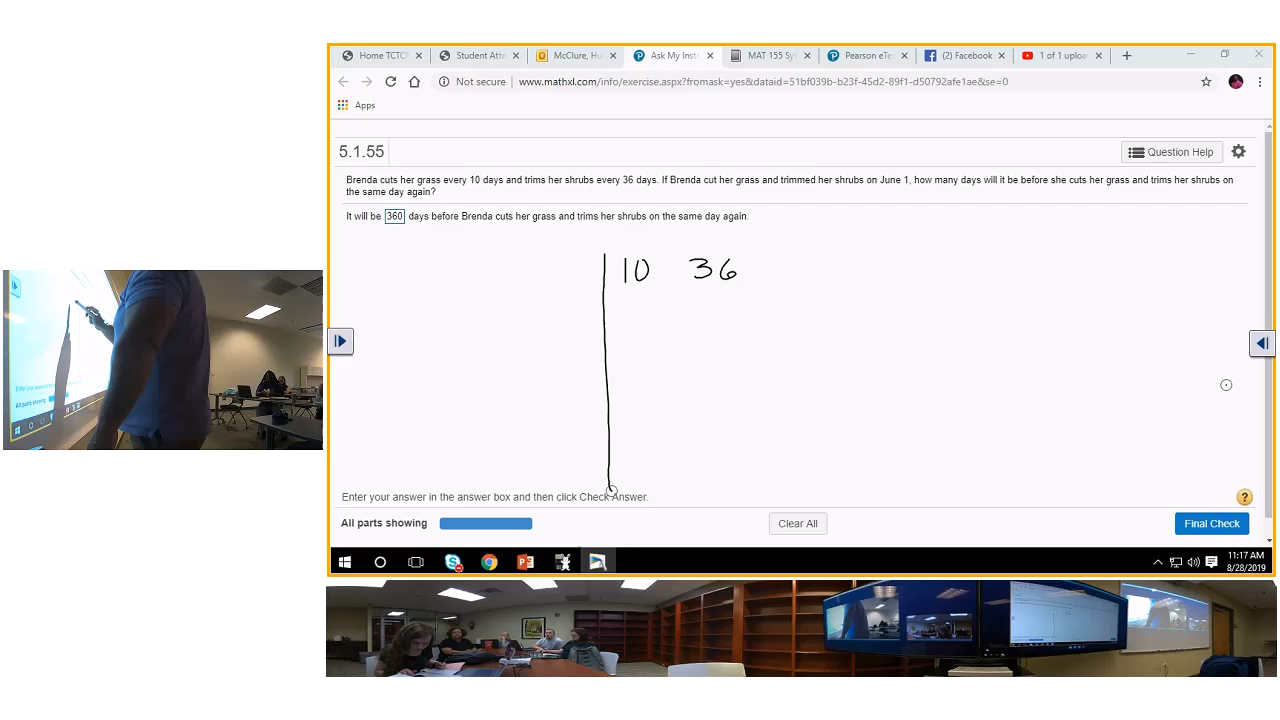 Home TCTC
Student Atte
McClure, Ho
Ask My Instr
MAT 155 Syl
Pearson eTex
(2) Facebook
1 of 1 uploa
Not secure
www.mathxl.com/info/exercise.aspx?fromask=yes&dataid=51bf039b-b23f-45d2-89f1-d50792afe1ae&se=0
Apps
5.1.55
Question Help
Brenda cuts her grass every 10 days and trims her shrubs every 36 days. If Brenda cut her grass and trimmed her shrubs on June 1, how many days will it be before she cuts her grass and trims her shrubs on
the same day again?
It will be 360 days before Brenda cuts her grass and trims her shrubs on the same day again.
10 36
Enter your answer in the answer box and then click Check Answer.
All parts showing
Clear All
Final Check
11:17 AM
8/28/2019